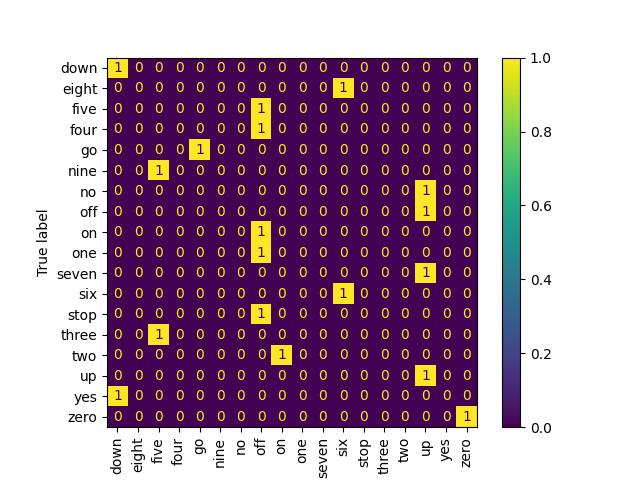 down 1 0 0 0 0 0 0 0 0 0 0 0 0 0 0 0 0 0 1.0
eight 0 0 0 0 0 0 0 0 0 0 0 1 0 0 0 0 0 0
five 0 0 0 0 0 0 0 1 0 0 0 0 0 0 0 0 0 0
four 0 0 0 0 0 0 0 1 0 0 0 0 0 0 0 0 0 0 0.8
go 0 0 0 0 1 0 0 0 0 0 0 0 0 0 0 0 0 0
nine 0 0 1 0 0 0 0 0 0 0 0 0 0 0 0 0 0 0
no 0 0 0 0 0 0 0 0 0 0 0 0 0 0 0 1 0 0
off 0 0 0 0 0 0 0 0 0 0 0 0 0 0 0 1 0 0 0.6
on 0 0 0 0 0 0 0 1 0 0 0 0 0 0 0 0 0 0
True label
one 0 0 0 0 0 0 0 1 0 0 0 0 0 0 0 0 0 0
seven 0 0 0 0 0 0 0 0 0 0 0 0 0 0 0 1 0 0 0.4
six 0 0 0 0 0 0 0 0 0 0 0 1 0 0 0 0 0 0
stop 0 0 0 0 0 0 0 1 0 0 0 0 0 0 0 0 0 0
three 0 0 1 0 0 0 0 0 0 0 0 0 0 0 0 0 0 0
two 0 0 0 0 0 0 0 0 1 0 0 0 0 0 0 0 0 0 0.2
up 0 0 0 0 0 0 0 0 0 0 0 0 0 0 0 1 0 0
yes 1 0 0 0 0 0 0 0 0 0 0 0 0 0 0 0 0 0
zero 0 0 0 0 0 0 0 0 0 0 0 0 0 0 0 0 0 1 0.0
down eight five four go nine no off on one seven six stop three two up yes zero